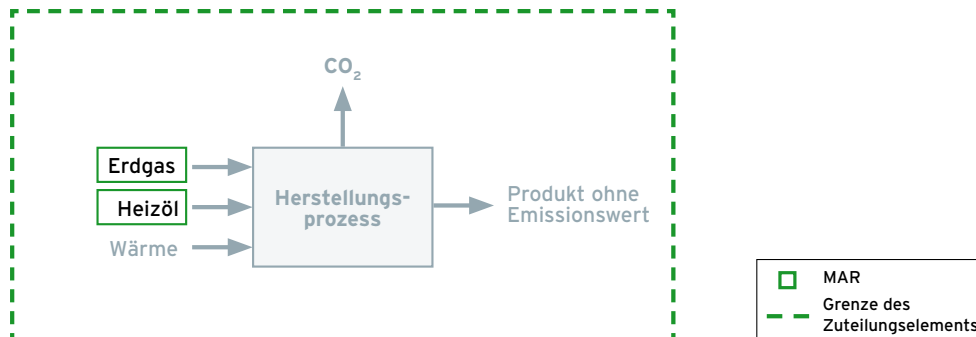 CO₂
Erdgas
Heizöl
Wärme
Herstellungs-
prozess
Produkt ohne
Emissionswert
MAR
Grenze des
Zuteilungselements